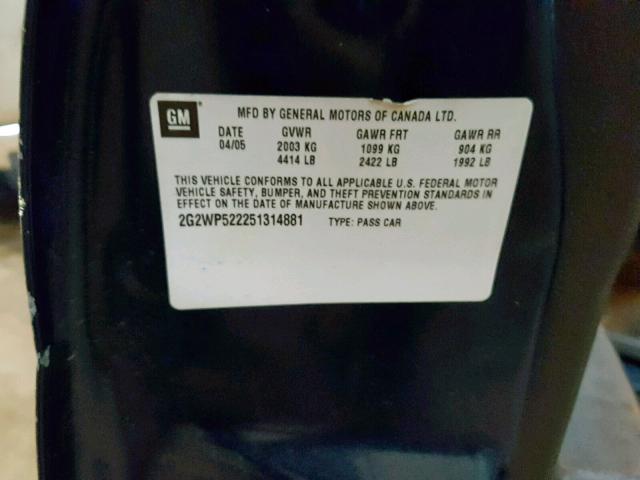 GM
MFD BY GENERAL MOTORS OF CANADA LTD.
DATE GVWR GAWR FRT GAWR RR
04/05 2003 KG 1099 KG 904 KG
4414 LB 2422 LB 1992 LB
THIS VEHICLE CONFORMS TO ALL APPLICABLE U.S. FEDERAL MOTOR
VEHICLE SAFETY, BUMPER, AND THEFT PREVENTION STANDARDS IN
EFFECT ON THE DATE OF MANUFACTURE SHOWN ABOVE.
2G2WP522251314881 TYPE: PASS CAR